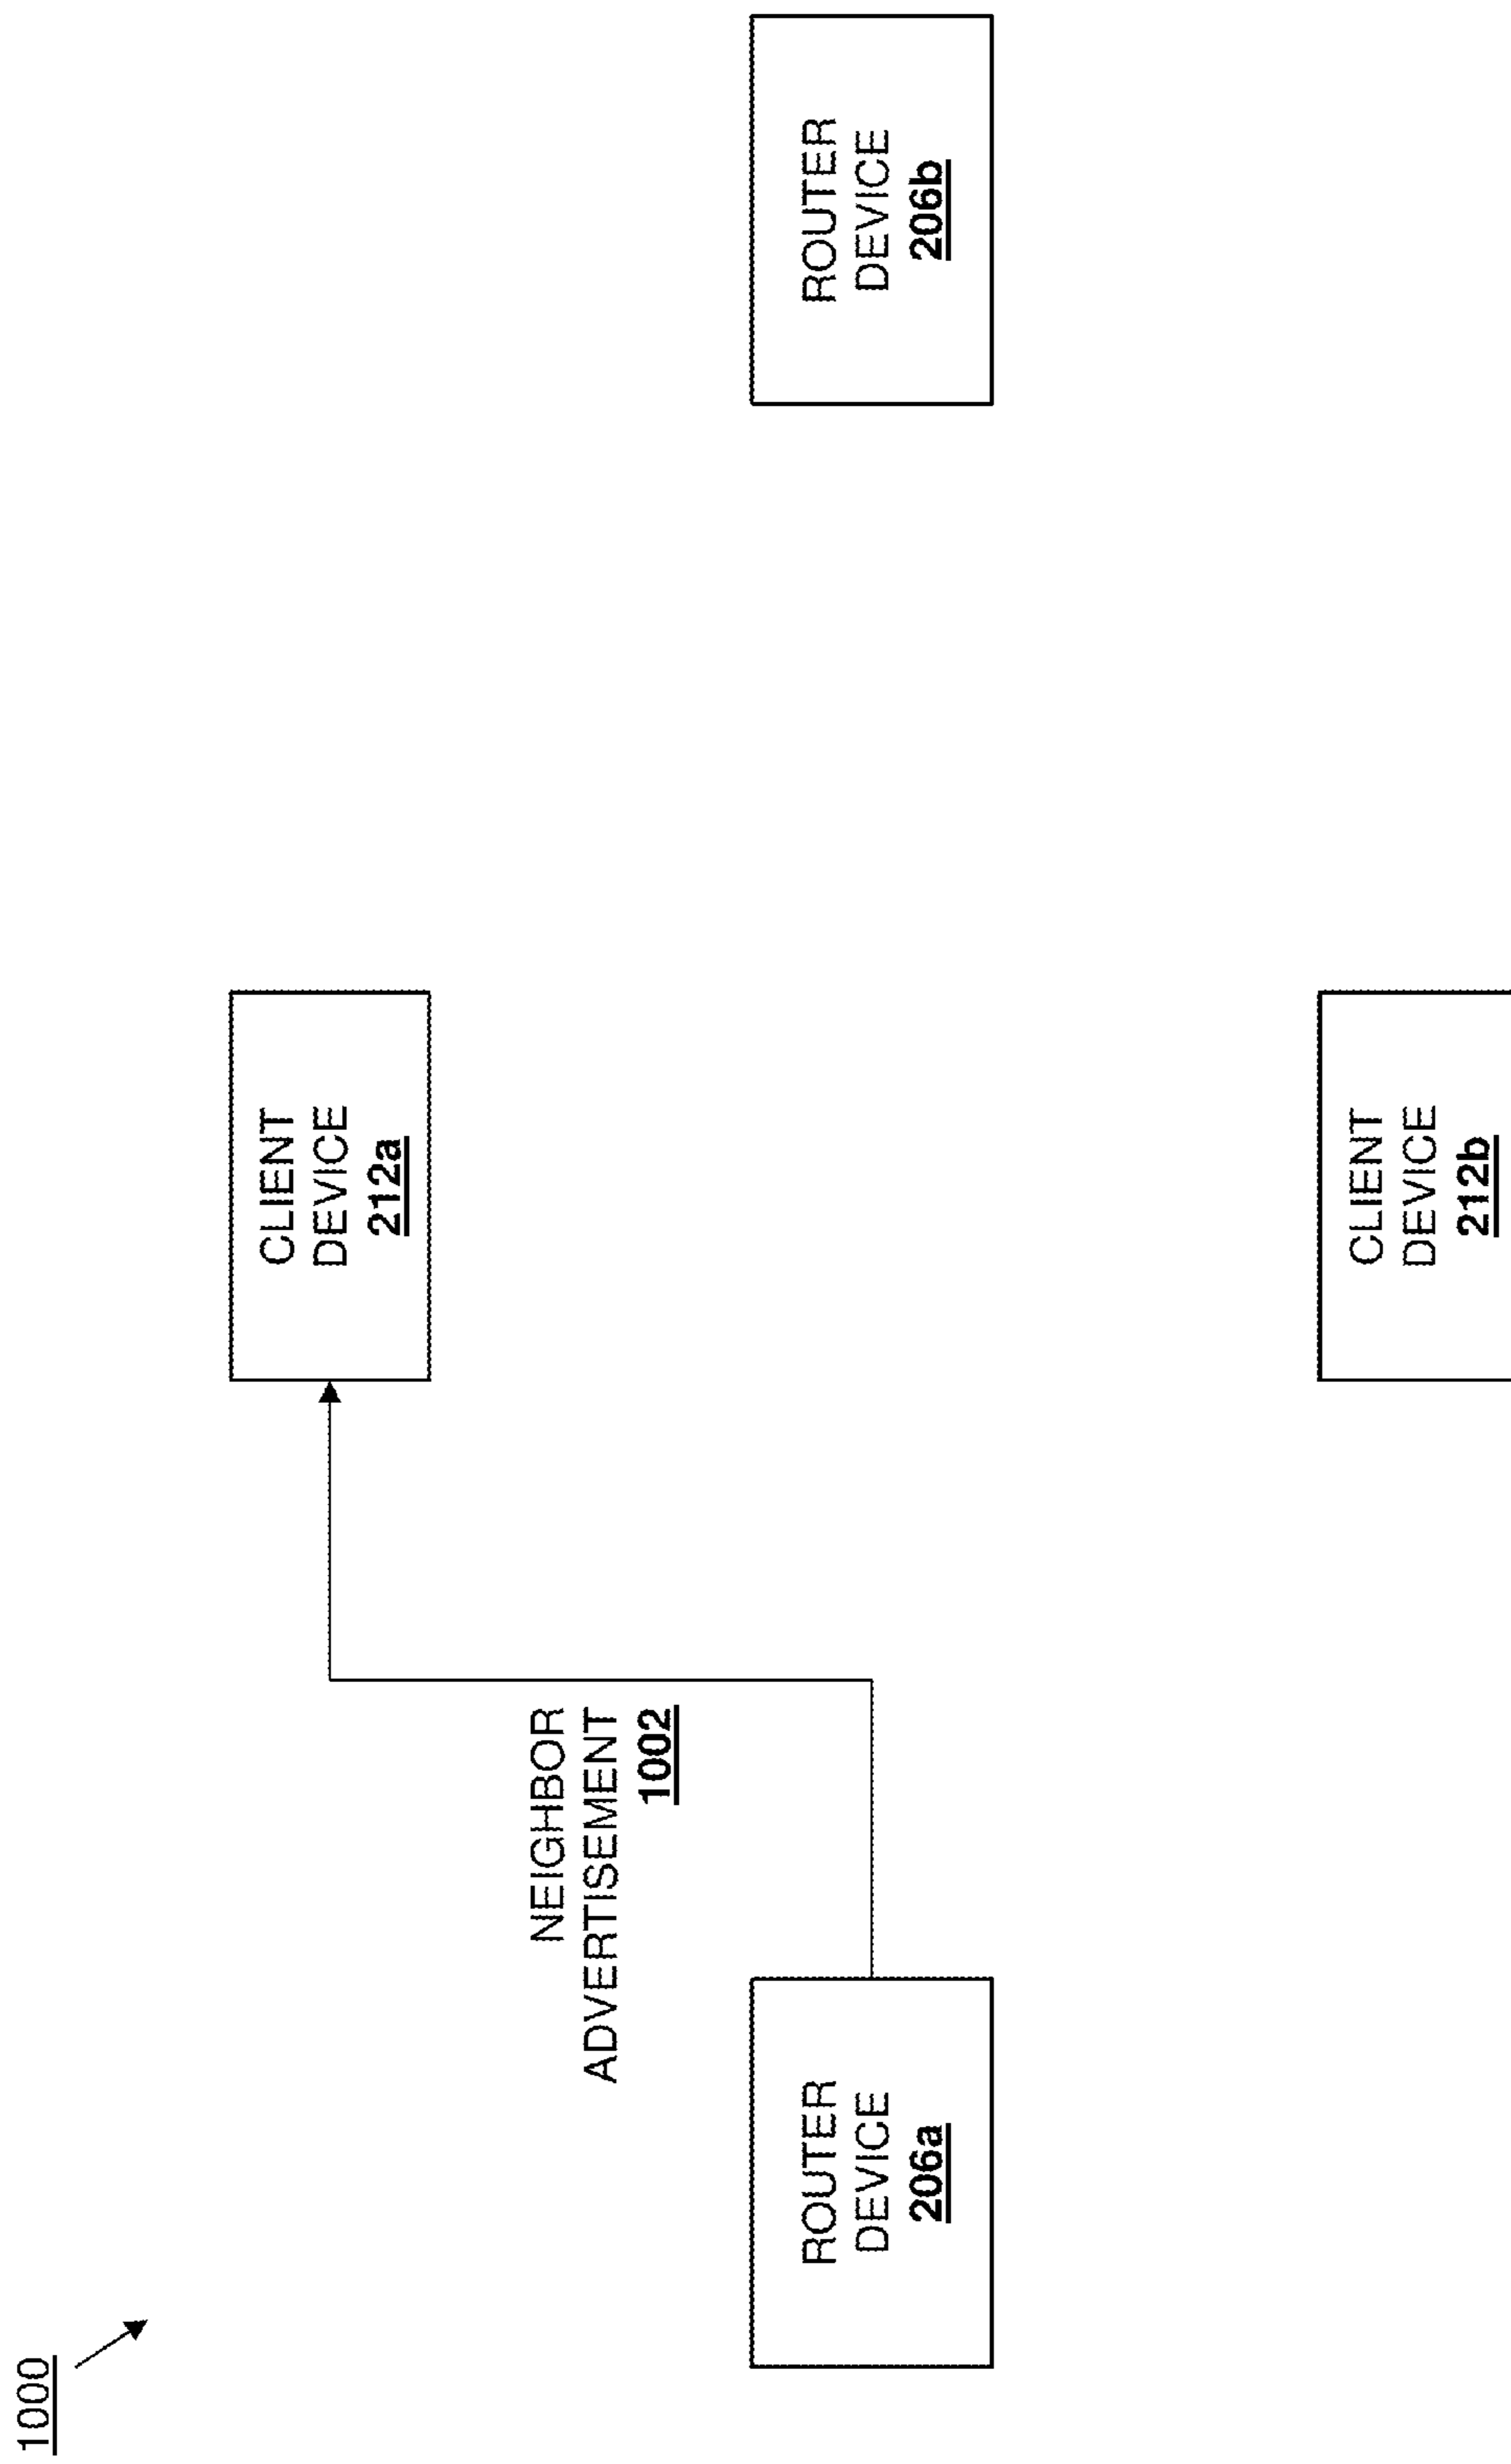 1000
CLIENT
DEVICE
212a
NEIGHBOR
ADVERTISEMENT
1002
ROUTER
DEVICE
206a
ROUTER
DEVICE
206b
CLIENT
DEVICE
212b